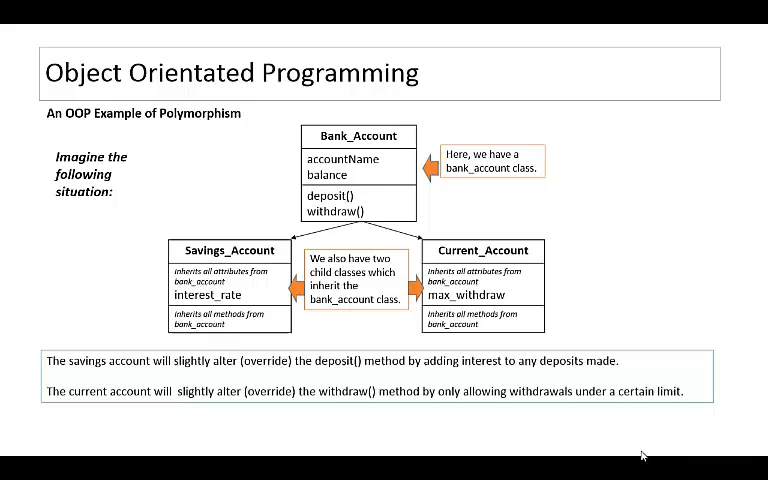 Object Orientated Programming
An OOP Example of Polymorphism
Imagine the
following
situation:
Bank_Account
accountName
balance
deposit()
withdraw()
Here, we have a
bank_account class.
Savings_Account
Inherits all attributes from
bank_account
interest_rate
Inherits all methods from
bank_account
We also have two
child classes which
inherit the
bank_account class.
Current_Account
Inherits all attributes from
bank_account
max_withdraw
Inherits all methods from
bank_account
The savings account will slightly alter (override) the deposit() method by adding interest to any deposits made.
The current account will slightly alter (override) the withdraw() method by only allowing withdrawals under a certain limit.